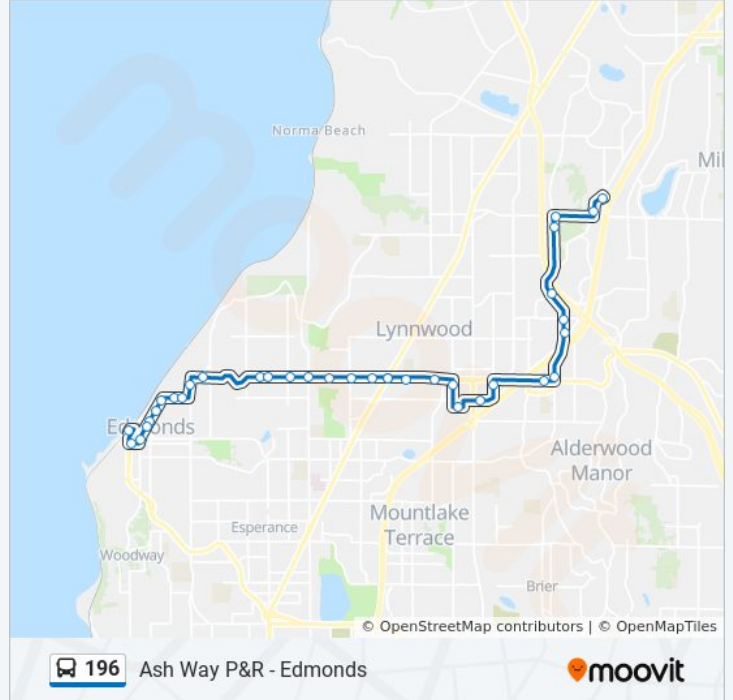 Norma Beach
Mil
Lynnwood
Edmonds
Alderwood
Manor
Mountlake
Terrace
Esperance
Woodway
Brier
© OpenStreetMap contributors | © OpenMapTiles
196 Ash Way P&R - Edmonds
moovit